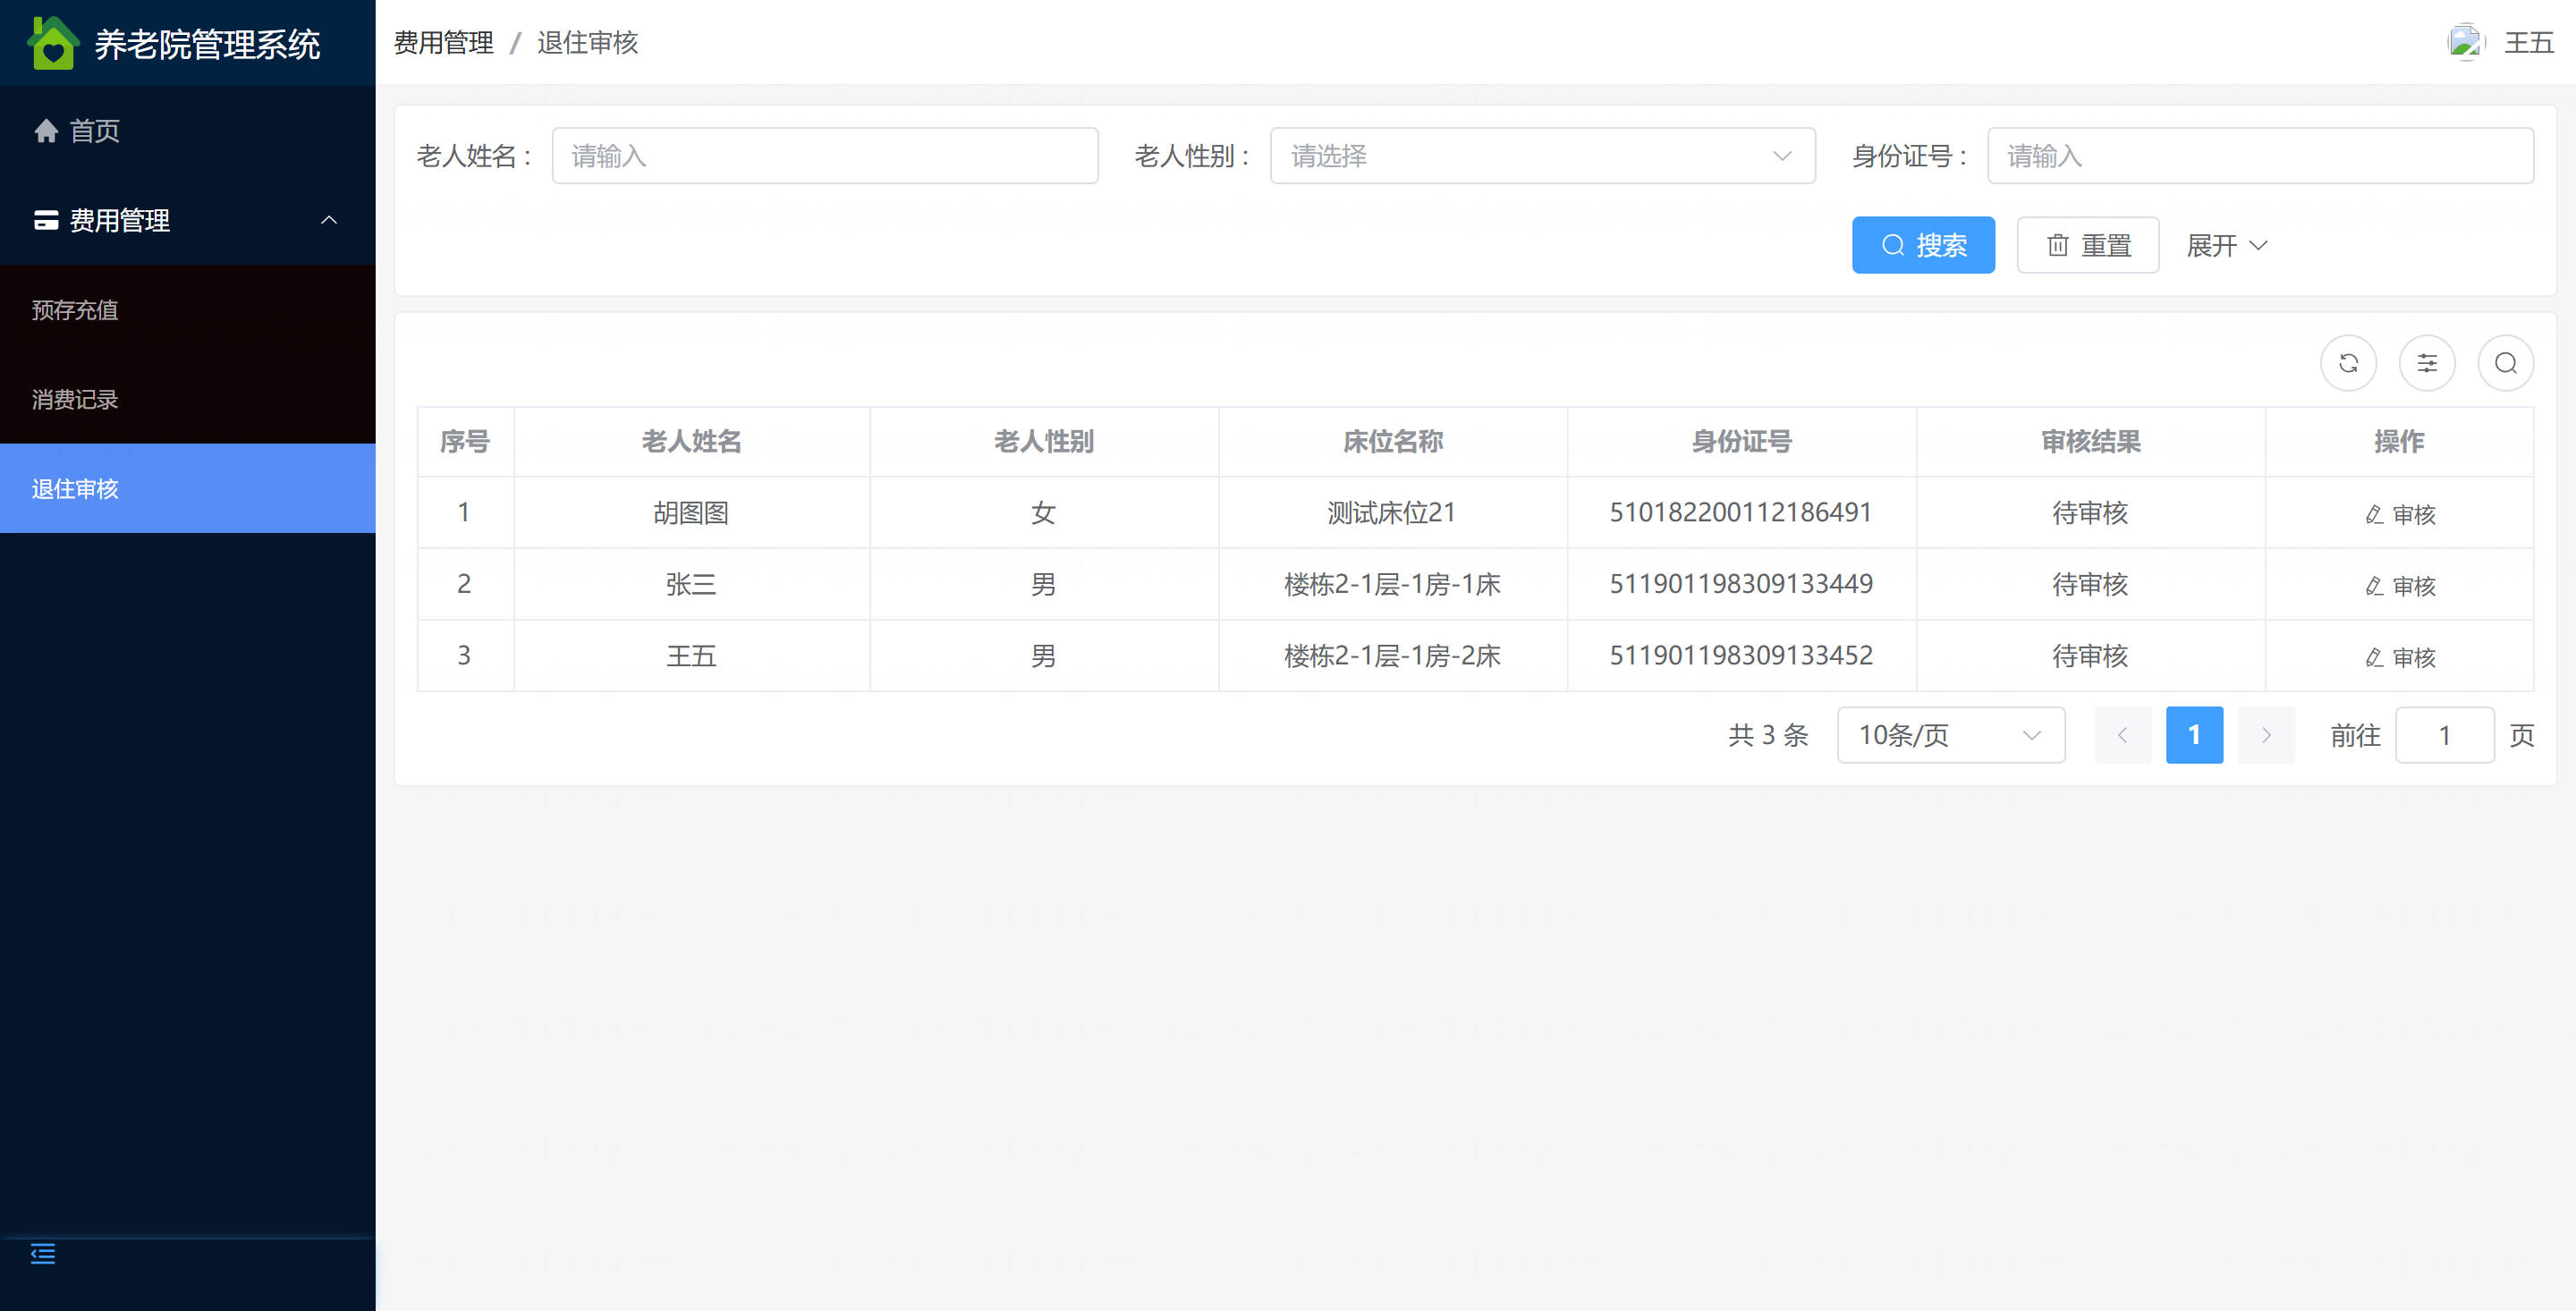 养老院管理系统
费用管理 / 退住审核
王五
首页
费用管理
预存充值
消费记录
退住审核
老人姓名： 请输入 老人性别： 请选择 身份证号： 请输入
搜索 重置 展开
序号 老人姓名 老人性别 床位名称 身份证号 审核结果 操作
1 胡图图 女 测试床位21 510182200112186491 待审核 审核
2 张三 男 楼栋2-1层-1房-1床 511901198309133449 待审核 审核
3 王五 男 楼栋2-1层-1房-2床 511901198309133452 待审核 审核
共 3 条 10条/页 1 前往 1 页